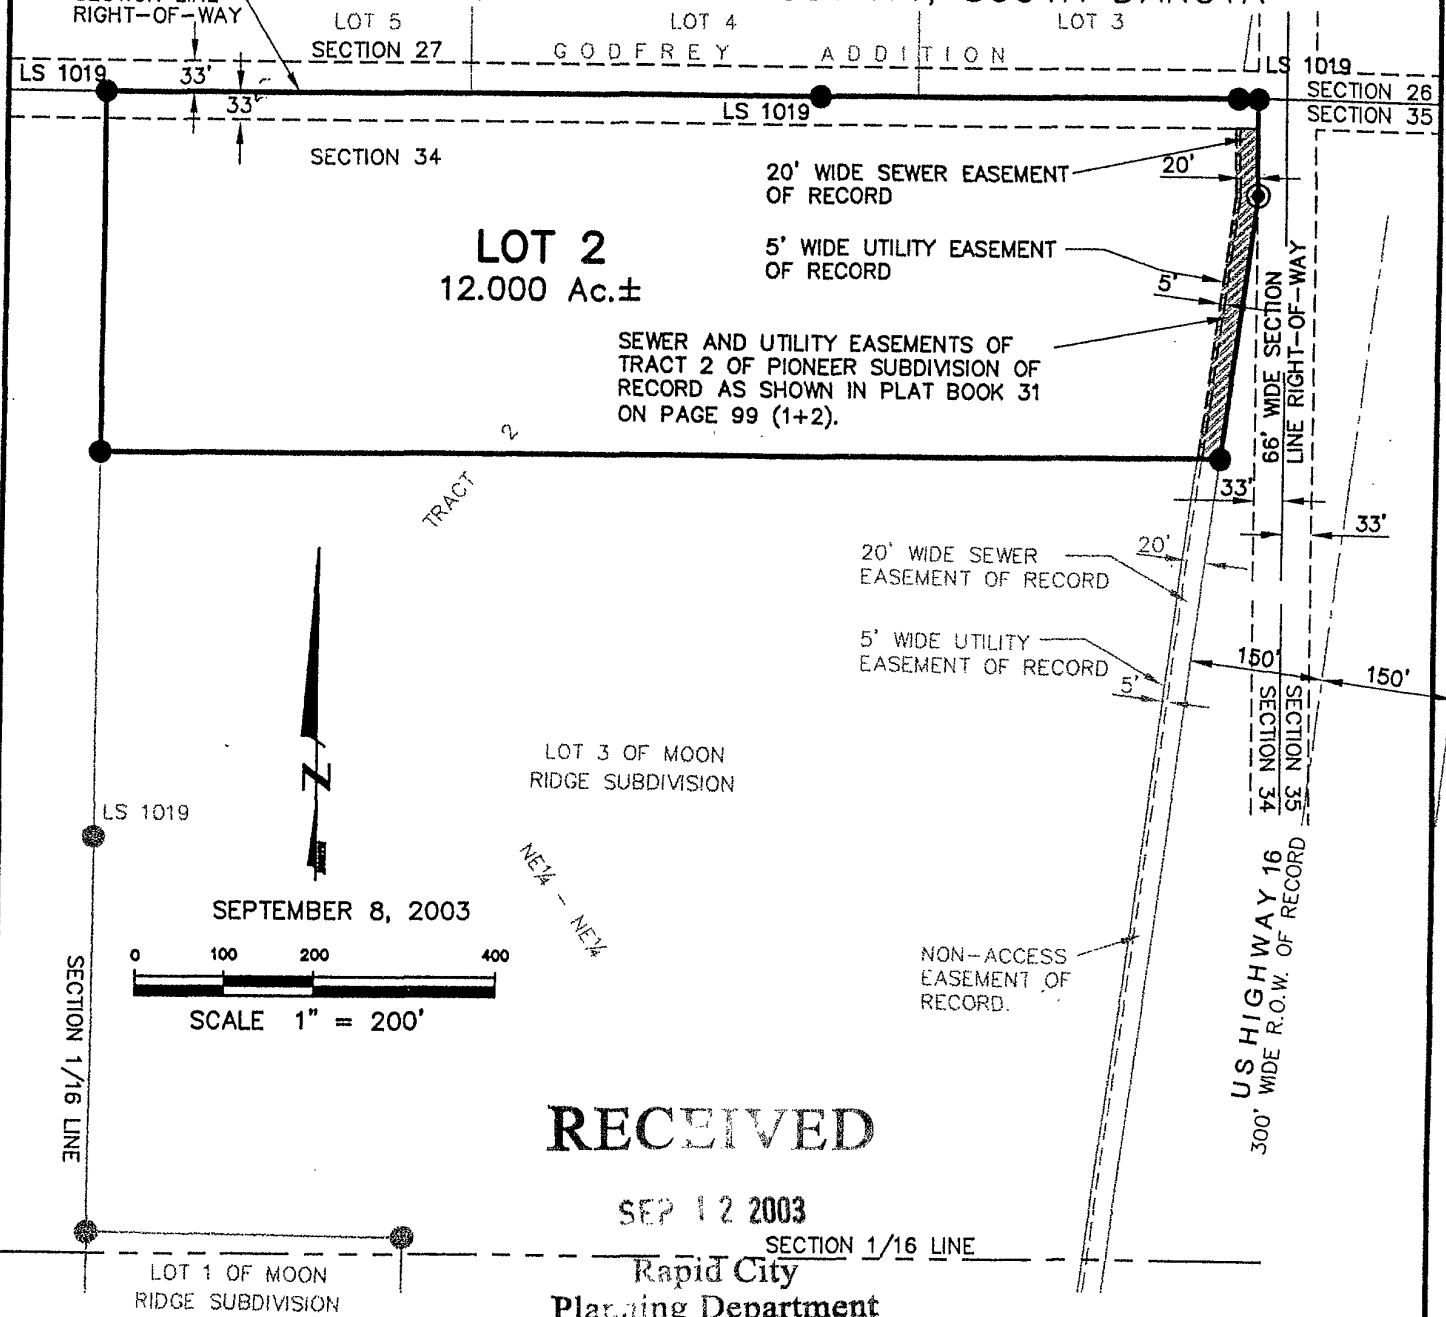 RIGHT-OF-WAY
LOT 5
LOT 4
SOUTH DAKOTA
LOT 3
SECTION 27
GODFREY ADDITION
LS 1019
33'
33'
LS 1019
LS 1019
SECTION 26
SECTION 35
SECTION 34
20' WIDE SEWER EASEMENT
OF RECORD
20'
LOT 2
12.000 Ac.±
5' WIDE UTILITY EASEMENT
OF RECORD
5'
SEWER AND UTILITY EASEMENTS OF
TRACT 2 OF PIONEER SUBDIVISION OF
RECORD AS SHOWN IN PLAT BOOK 31
ON PAGE 99 (1+2).
66' WIDE SECTION
LINE RIGHT-OF-WAY
TRACT 2
33'
33'
20' WIDE SEWER
EASEMENT OF RECORD
20'
5' WIDE UTILITY
EASEMENT OF RECORD
5'
150'
150'
SECTION 34
SECTION 35
LOT 3 OF MOON
RIDGE SUBDIVISION
N
LS 1019
NE¼ - NE¼
SEPTEMBER 8, 2003
0 100 200 400
SCALE 1" = 200'
NON-ACCESS
EASEMENT OF
RECORD.
US HIGHWAY 16
300' WIDE R.O.W. OF RECORD
SECTION 1/16 LINE
RECEIVED
SEP 12 2003
SECTION 1/16 LINE
Rapid City
Planning Department
LOT 1 OF MOON
RIDGE SUBDIVISION